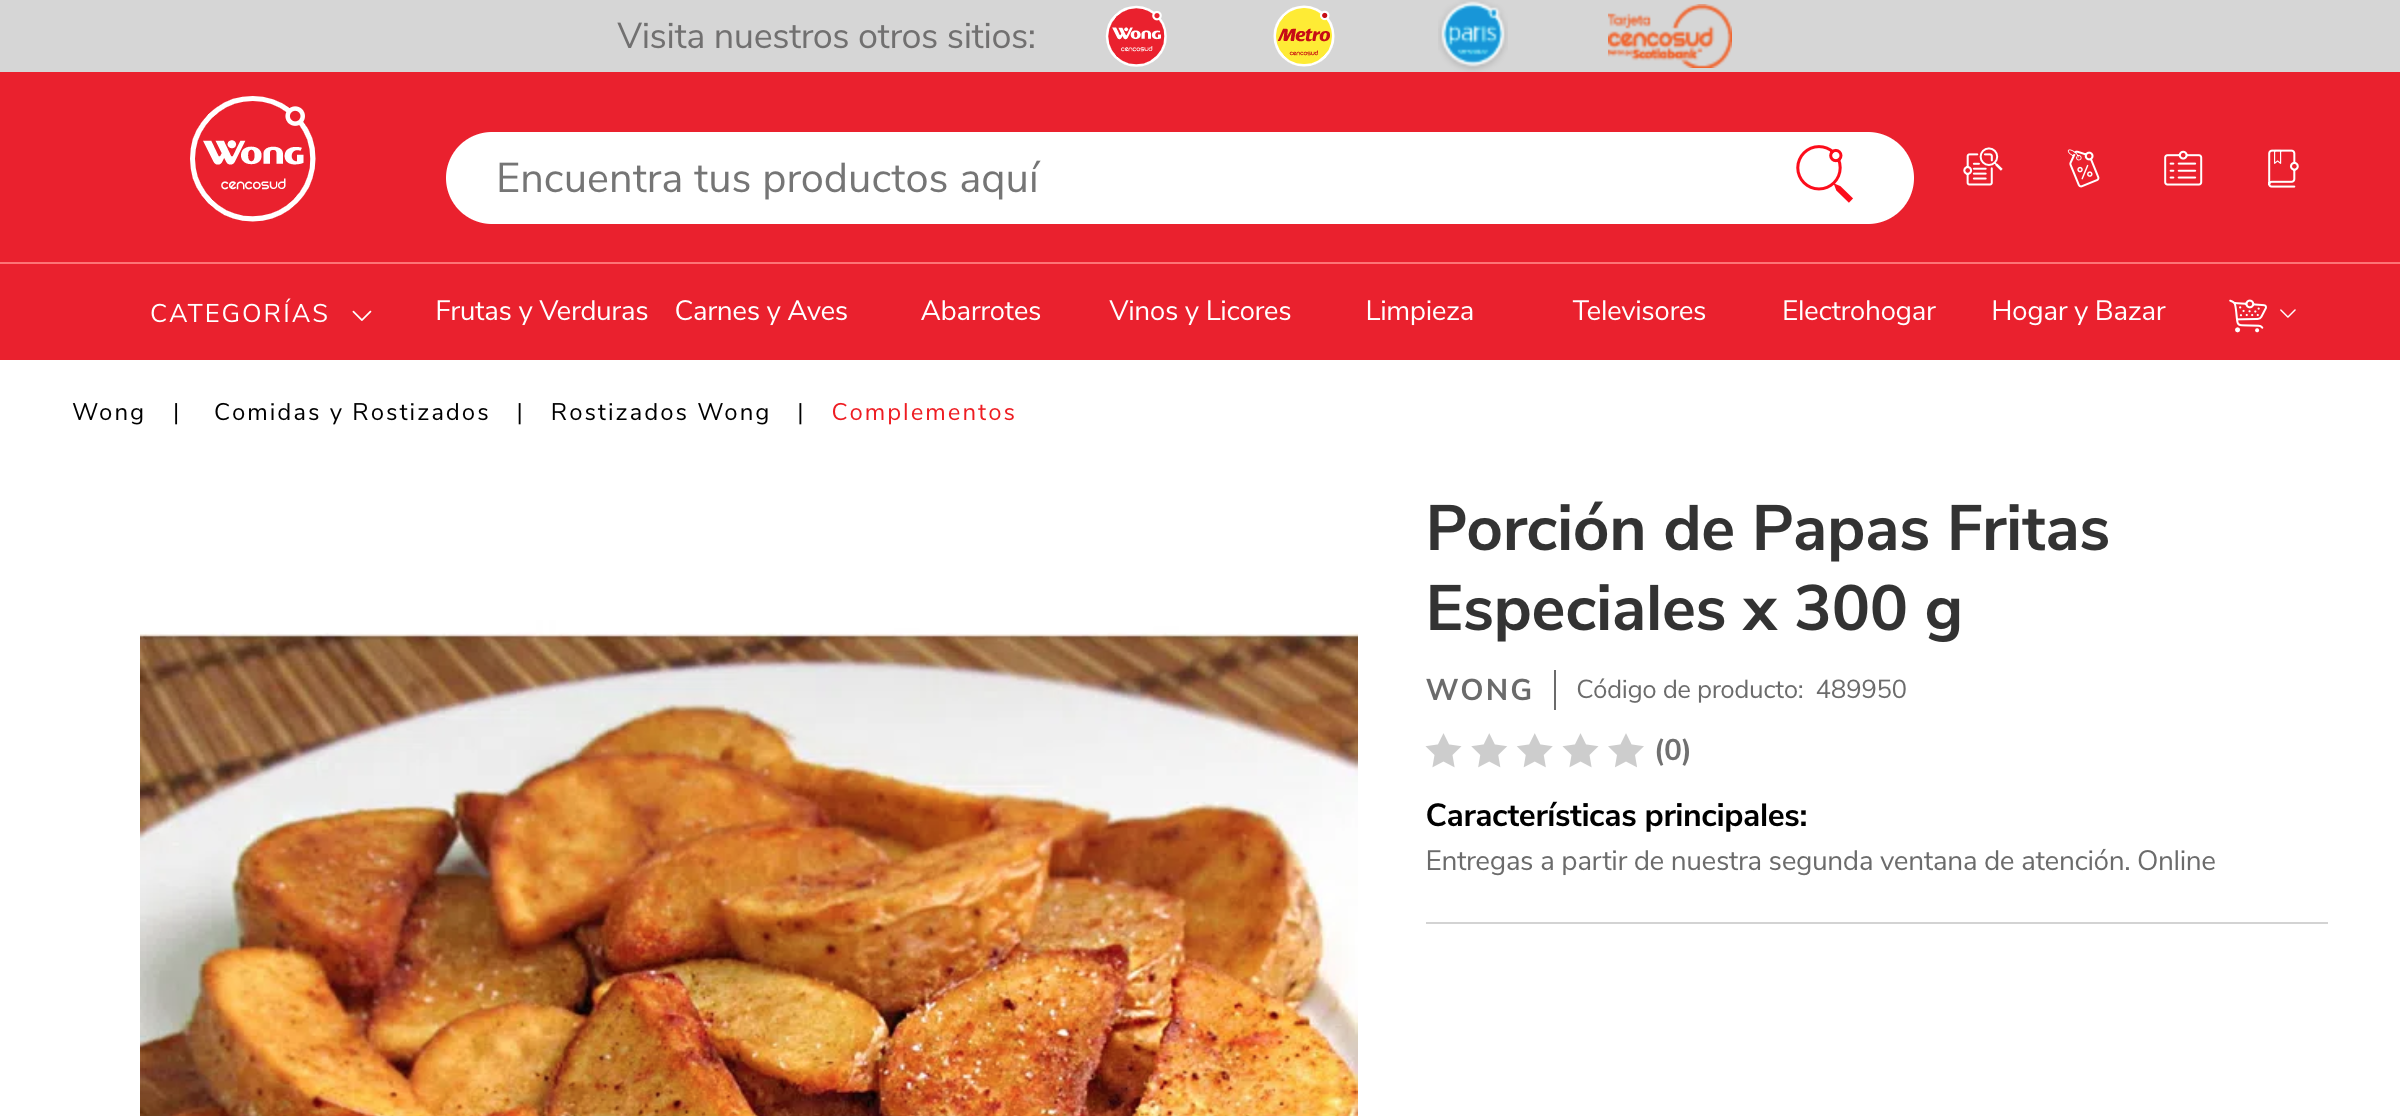 Visita nuestros otros sitios:
Wong
cencosud
Metro
cencosud
paris
Tarjeta
cencosud
Scotiabank
Wong
cencosud
Encuentra tus productos aquí
CATEGORÍAS
Frutas y Verduras
Carnes y Aves
Abarrotes
Vinos y Licores
Limpieza
Televisores
Electrohogar
Hogar y Bazar
Wong | Comidas y Rostizados | Rostizados Wong | Complementos
Porción de Papas Fritas
Especiales x 300 g
WONG | Código de producto: 489950
(0)
Características principales:
Entregas a partir de nuestra segunda ventana de atención. Online